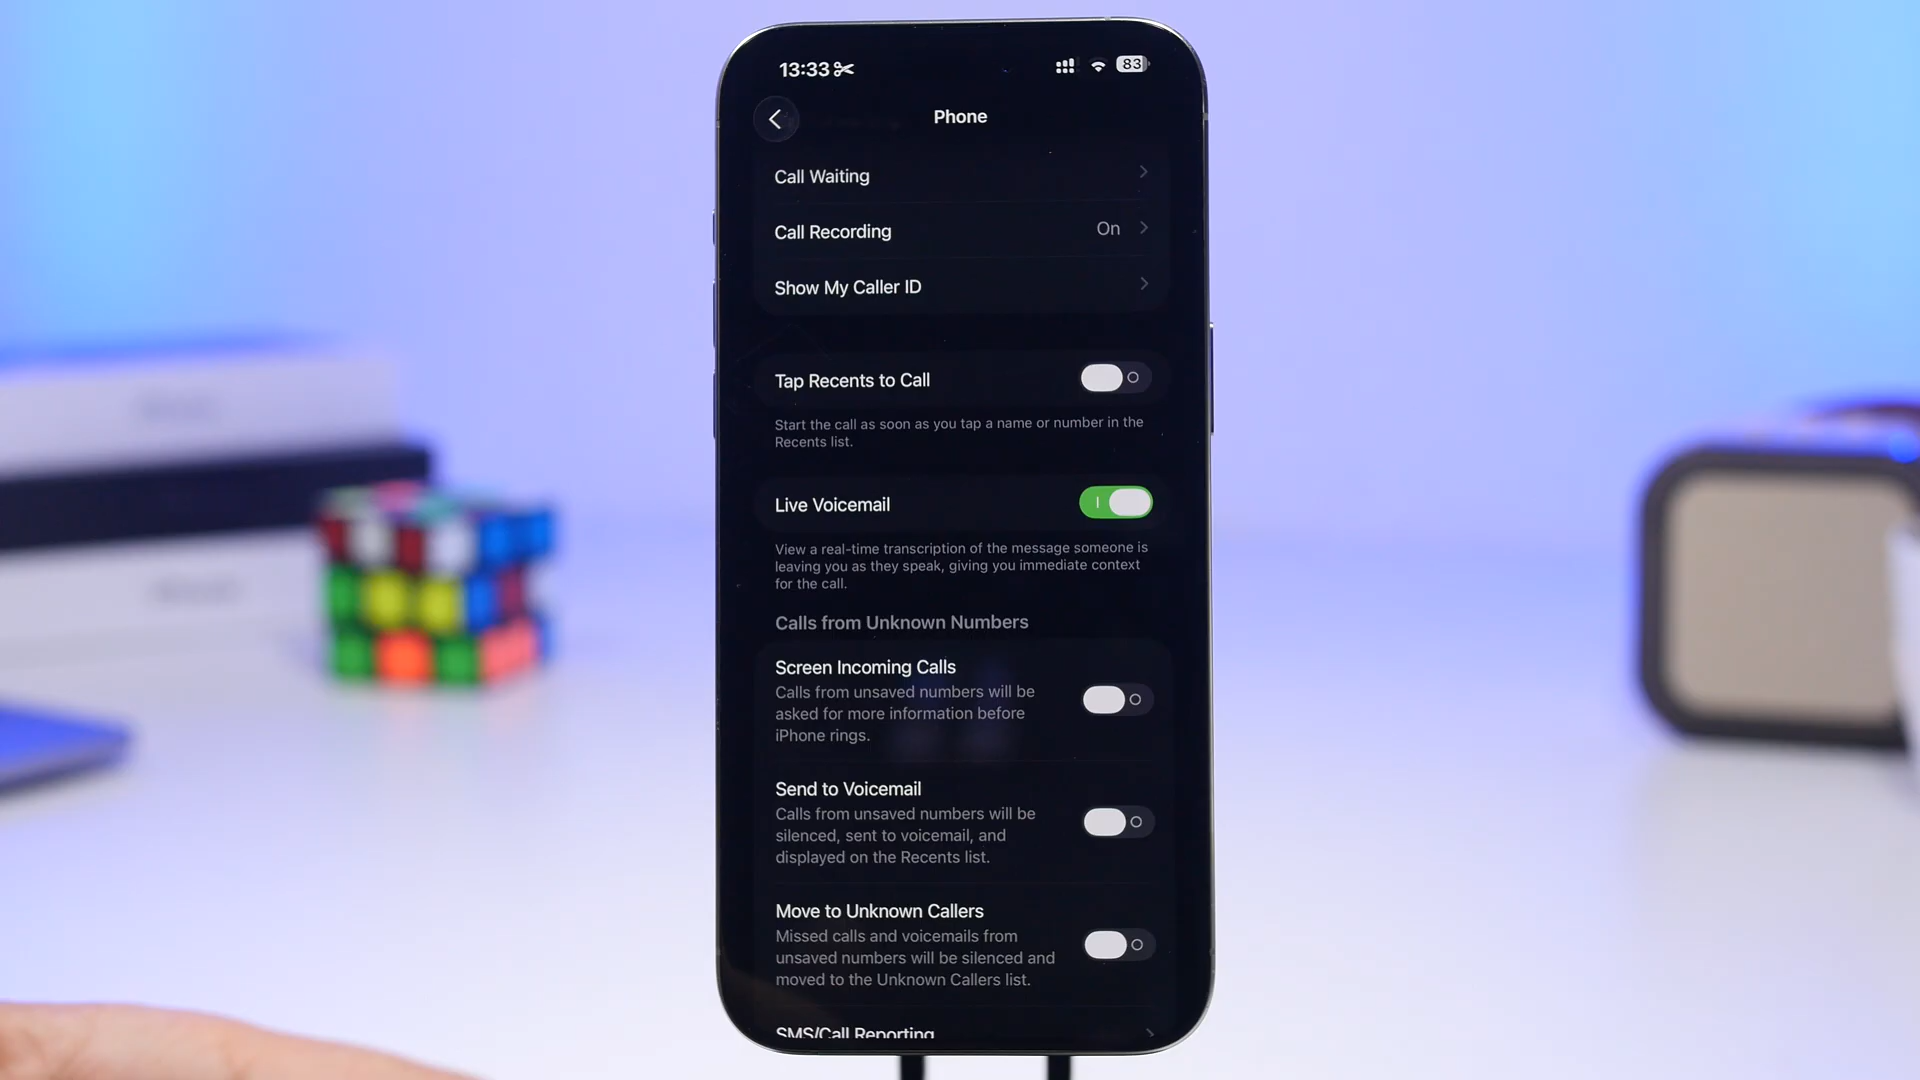 13:33
83
Phone
Call Waiting
Call Recording On
Show My Caller ID
Tap Recents to Call
Start the call as soon as you tap a name or number in the
Recents list.
Live Voicemail
View a real-time transcription of the message someone is
leaving you as they speak, giving you immediate context
for the call.
Calls from Unknown Numbers
Screen Incoming Calls
Calls from unsaved numbers will be
asked for more information before
iPhone rings.
Send to Voicemail
Calls from unsaved numbers will be
silenced, sent to voicemail, and
displayed on the Recents list.
Move to Unknown Callers
Missed calls and voicemails from
unsaved numbers will be silenced and
moved to the Unknown Callers list.
SMS/Call Reporting